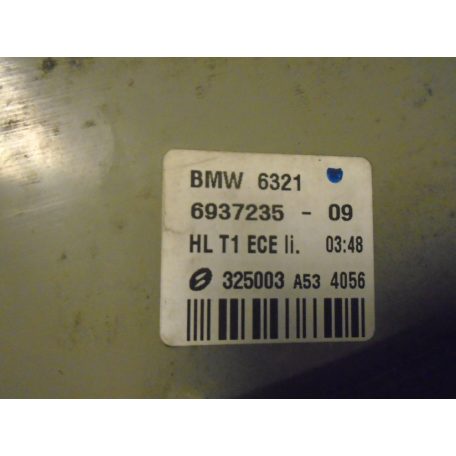 BMW 6321
6937235 - 09
HL T1 ECE li. 03:48
325003 A53 4056